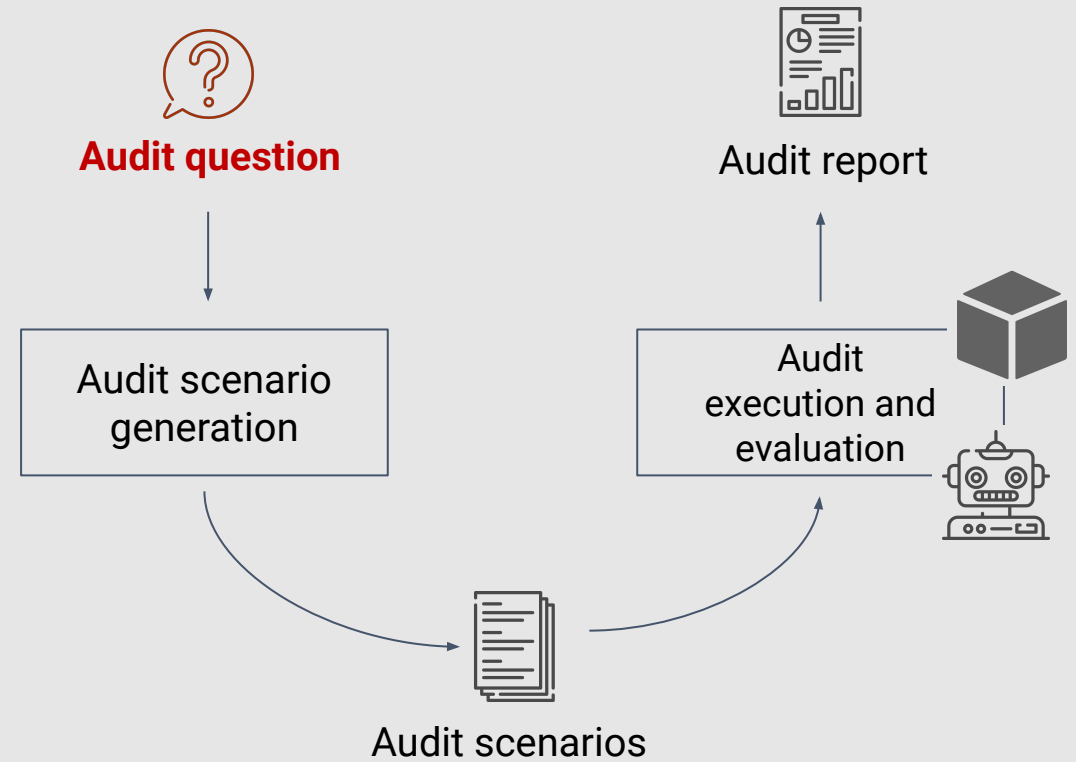 Audit question
Audit report
Audit scenario
generation
Audit
execution and
evaluation
Audit scenarios